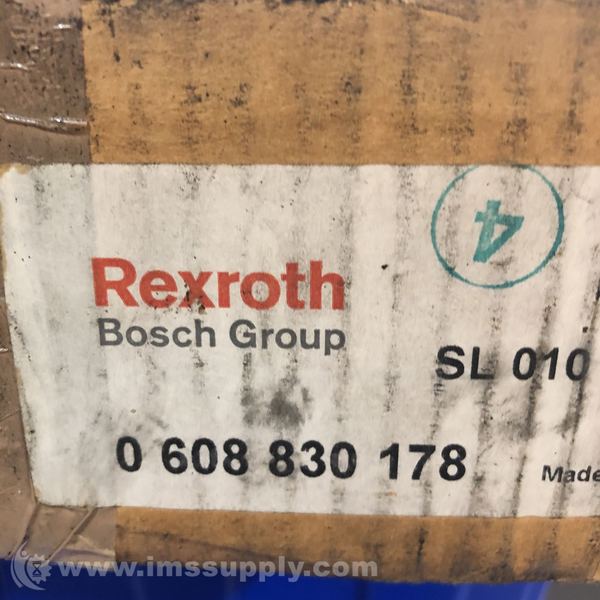 4
Rexroth
Bosch Group
SL 010
0 608 830 178
Made
www.imssupply.com